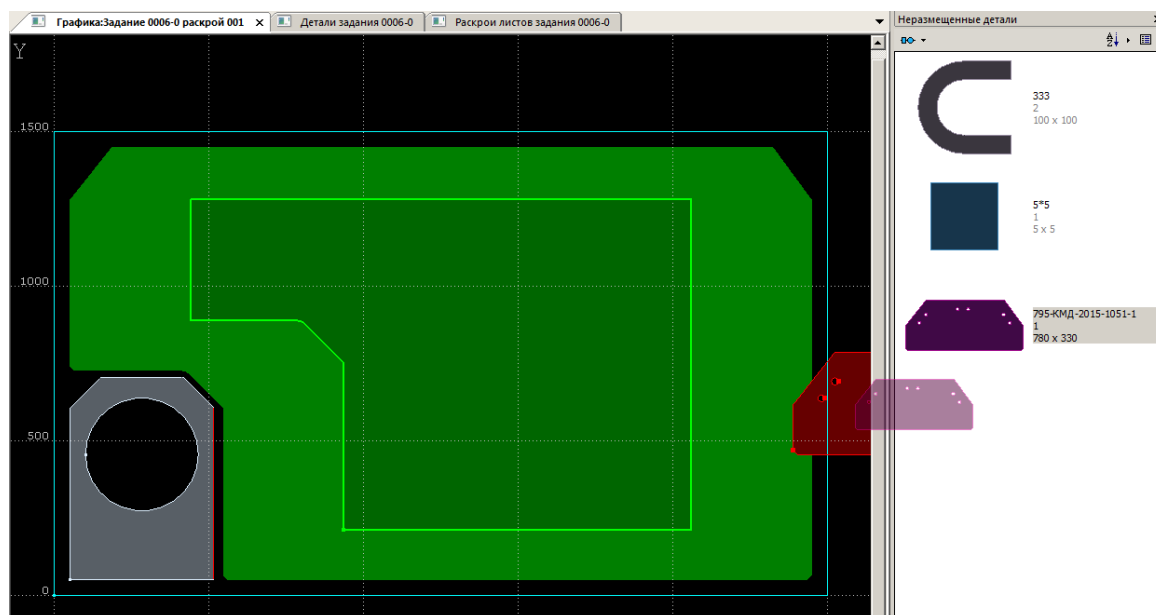 Графика:Задание 0006-0 раскрой 001
Детали задания 0006-0
Раскрои листов задания 0006-0
Неразмещенные детали
Y
1500
1000
500
0
333
2
100 x 100
5*5
1
5 x 5
795-КМД-2015-1051-1
1
780 x 330